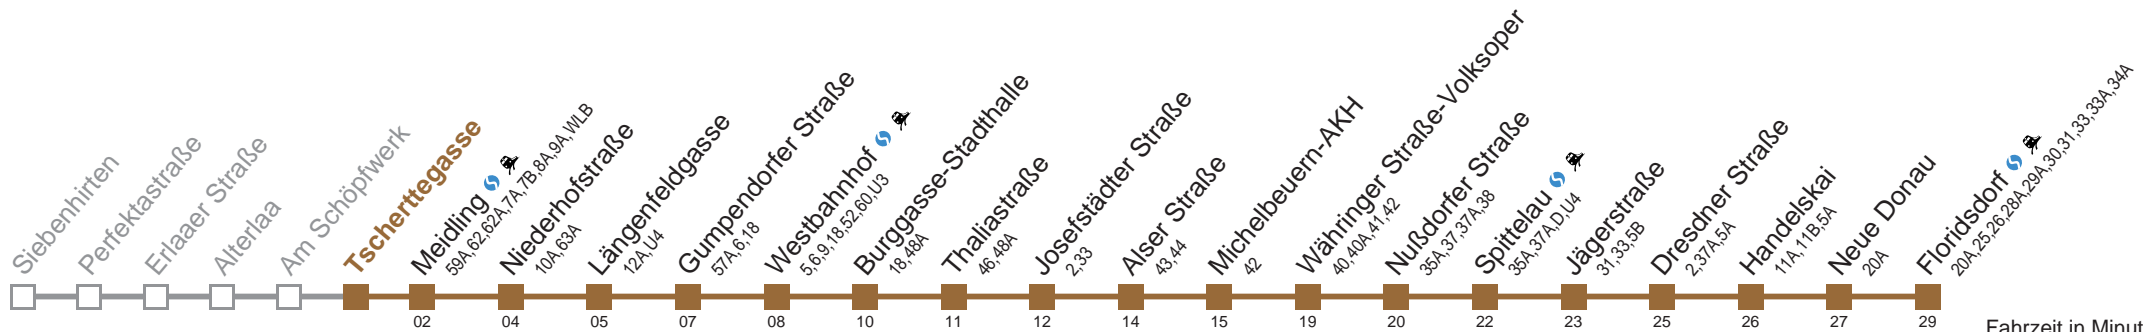 Siebenhirten
Perfektastraße
Erlaaer Straße
Alterlaa
Am Schöpfwerk
Tscherttegasse
Meidling
59A,62,62A,7A,7B,8A,9A,WLB
Niederhofstraße
10A,63A
Längenfeldgasse
12A,U4
Gumpendorfer Straße
57A,6,18
Westbahnhof
5,6,9,18,52,60,U3
Burggasse-Stadthalle
18,48A
Thaliastraße
46,48A
Josefstädter Straße
2,33
Alser Straße
43,44
Michelbeuern-AKH
42
Währinger Straße-Volksoper
40,40A,41,42
Nußdorfer Straße
35A,37,37A,38
Spittelau
35A,37A,D,U4
Jägerstraße
31,33,5B
Dresdner Straße
2,37A,5A
Handelskai
11A,11B,5A
Neue Donau
20A
Floridsdorf
20A,25,26,28A,29A,30,31,33,33A,34A
02 04 05 07 08 10 11 12 14 15 19 20 22 23 25 26 27 29
Fahrzeit in Minut